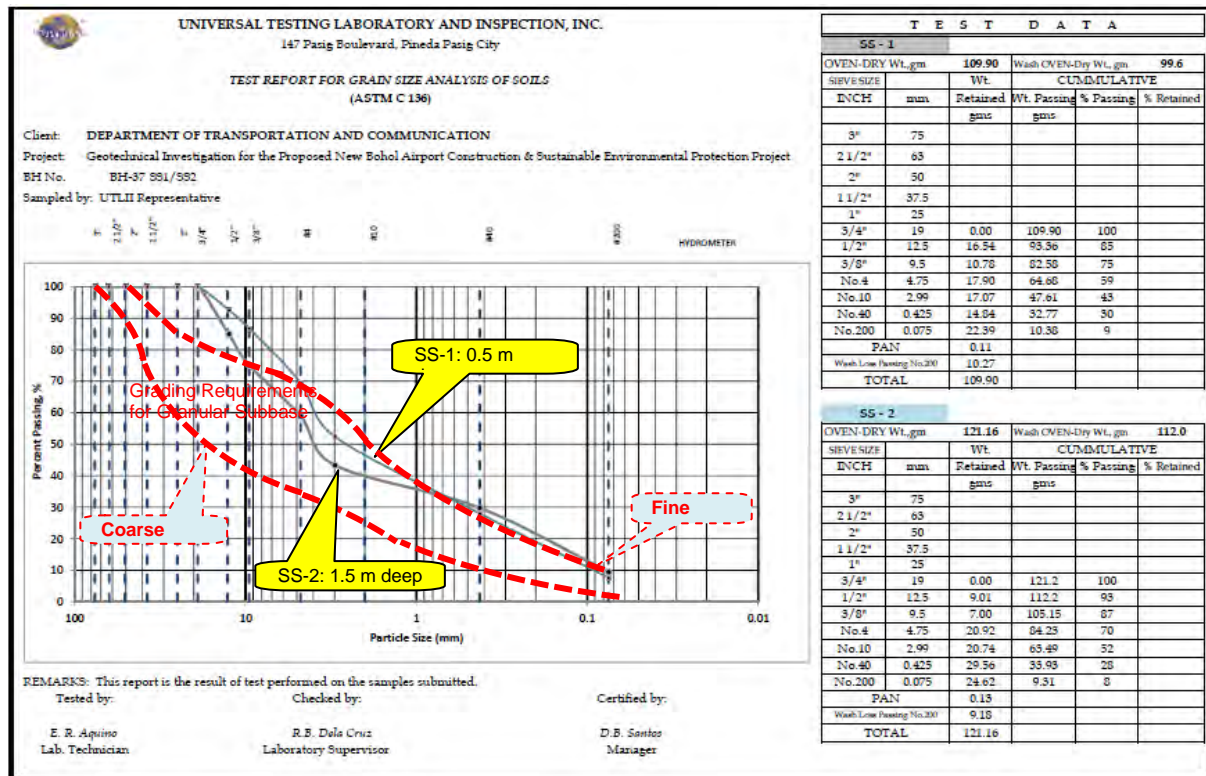 UNIVERSAL TESTING LABORATORY AND INSPECTION, INC.
147 Pasig Boulevard, Pineda Pasig City
TEST REPORT FOR GRAIN SIZE ANALYSIS OF SOILS
(ASTM C 136)
Client: DEPARTMENT OF TRANSPORTATION AND COMMUNICATION
Project: Geotechnical Investigation for the Proposed New Bohol Airport Construction & Sustainable Environmental Protection Project
BH No. BH-37 SS1/SS2
Sampled by: UTLII Representative
3" 2 1/2" 2" 1 1/2" 1" 3/4" 1/2" 3/8" #4 #10 #40 #200 HYDROMETER
100
90
80
70
60
50
40
30
20
10
0
Percent Passing, %
100 10 1 0.1 0.01
Particle Size (mm)
Grading Requirements
for Granular Subbase
SS-1: 0.5 m
SS-2: 1.5 m deep
Coarse
Fine
REMARKS: This report is the result of test performed on the samples submitted.
Tested by: Checked by: Certified by:
E. R. Aquino R.B. Dela Cruz D.B. Santos
Lab. Technician Laboratory Supervisor Manager
T E S T D A T A
SS - 1
OVEN-DRY Wt.,gm 109.90 Wash OVEN-Dry Wt., gm 99.6
SIEVE SIZE Wt. CUMMULATIVE
INCH mm Retained Wt. Passing % Passing % Retained
gms gms
3" 75
2 1/2" 63
2" 50
1 1/2" 37.5
1" 25
3/4" 19 0.00 109.90 100
1/2" 12.5 16.54 93.36 85
3/8" 9.5 10.78 82.58 75
No.4 4.75 17.90 64.68 59
No.10 2.99 17.07 47.61 43
No.40 0.425 14.84 32.77 30
No.200 0.075 22.39 10.38 9
PAN 0.11
Wash Loss Passing No.200 10.27
TOTAL 109.90
SS - 2
OVEN-DRY Wt.,gm 121.16 Wash OVEN-Dry Wt., gm 112.0
SIEVE SIZE Wt. CUMMULATIVE
INCH mm Retained Wt. Passing % Passing % Retained
gms gms
3" 75
2 1/2" 63
2" 50
1 1/2" 37.5
1" 25
3/4" 19 0.00 121.2 100
1/2" 12.5 9.01 112.2 93
3/8" 9.5 7.00 105.15 87
No.4 4.75 20.92 84.23 70
No.10 2.99 20.74 63.49 52
No.40 0.425 29.56 33.93 28
No.200 0.075 24.62 9.31 8
PAN 0.13
Wash Loss Passing No.200 9.18
TOTAL 121.16